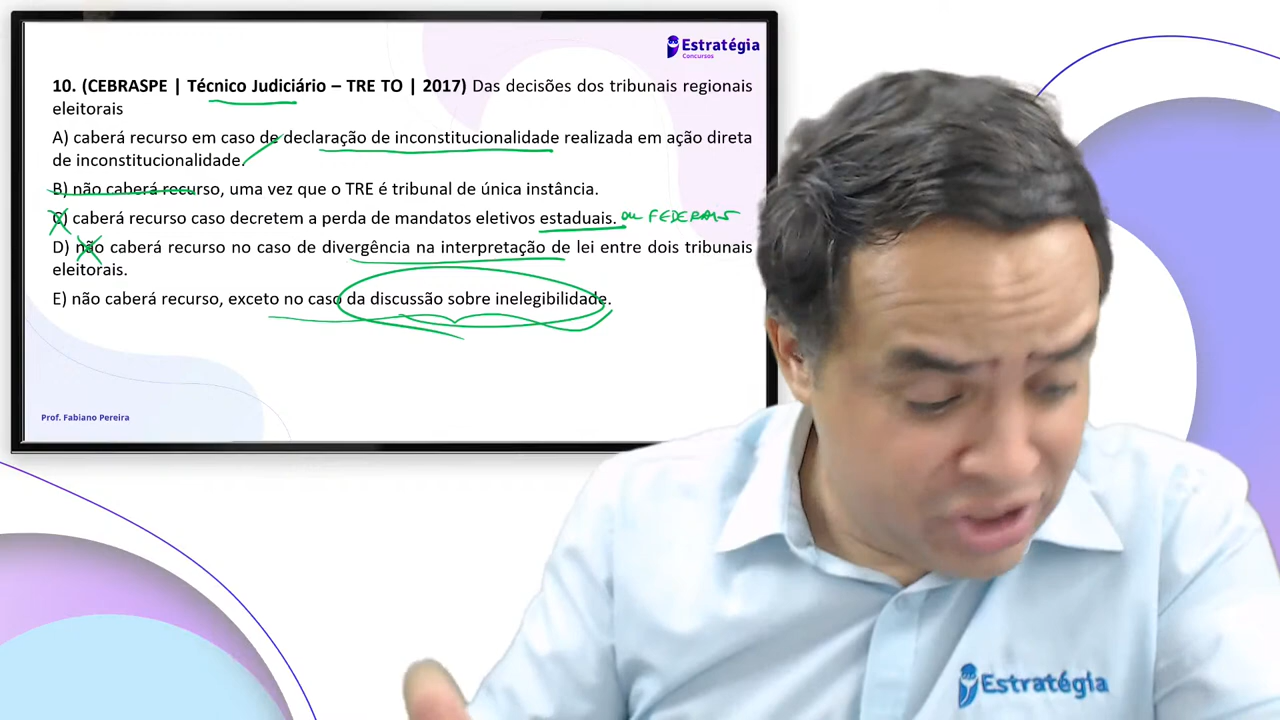 Estratégia
Concursos
10. (CEBRASPE | Técnico Judiciário – TRE TO | 2017) Das decisões dos tribunais regionais
eleitorais
A) caberá recurso em caso de declaração de inconstitucionalidade realizada em ação direta
de inconstitucionalidade.
B) não caberá recurso, uma vez que o TRE é tribunal de única instância.
C) caberá recurso caso decretem a perda de mandatos eletivos estaduais. ou FEDERAIS
D) não caberá recurso no caso de divergência na interpretação de lei entre dois tribunais
eleitorais.
E) não caberá recurso, exceto no caso da discussão sobre inelegibilidade.
Prof. Fabiano Pereira
Estratégia